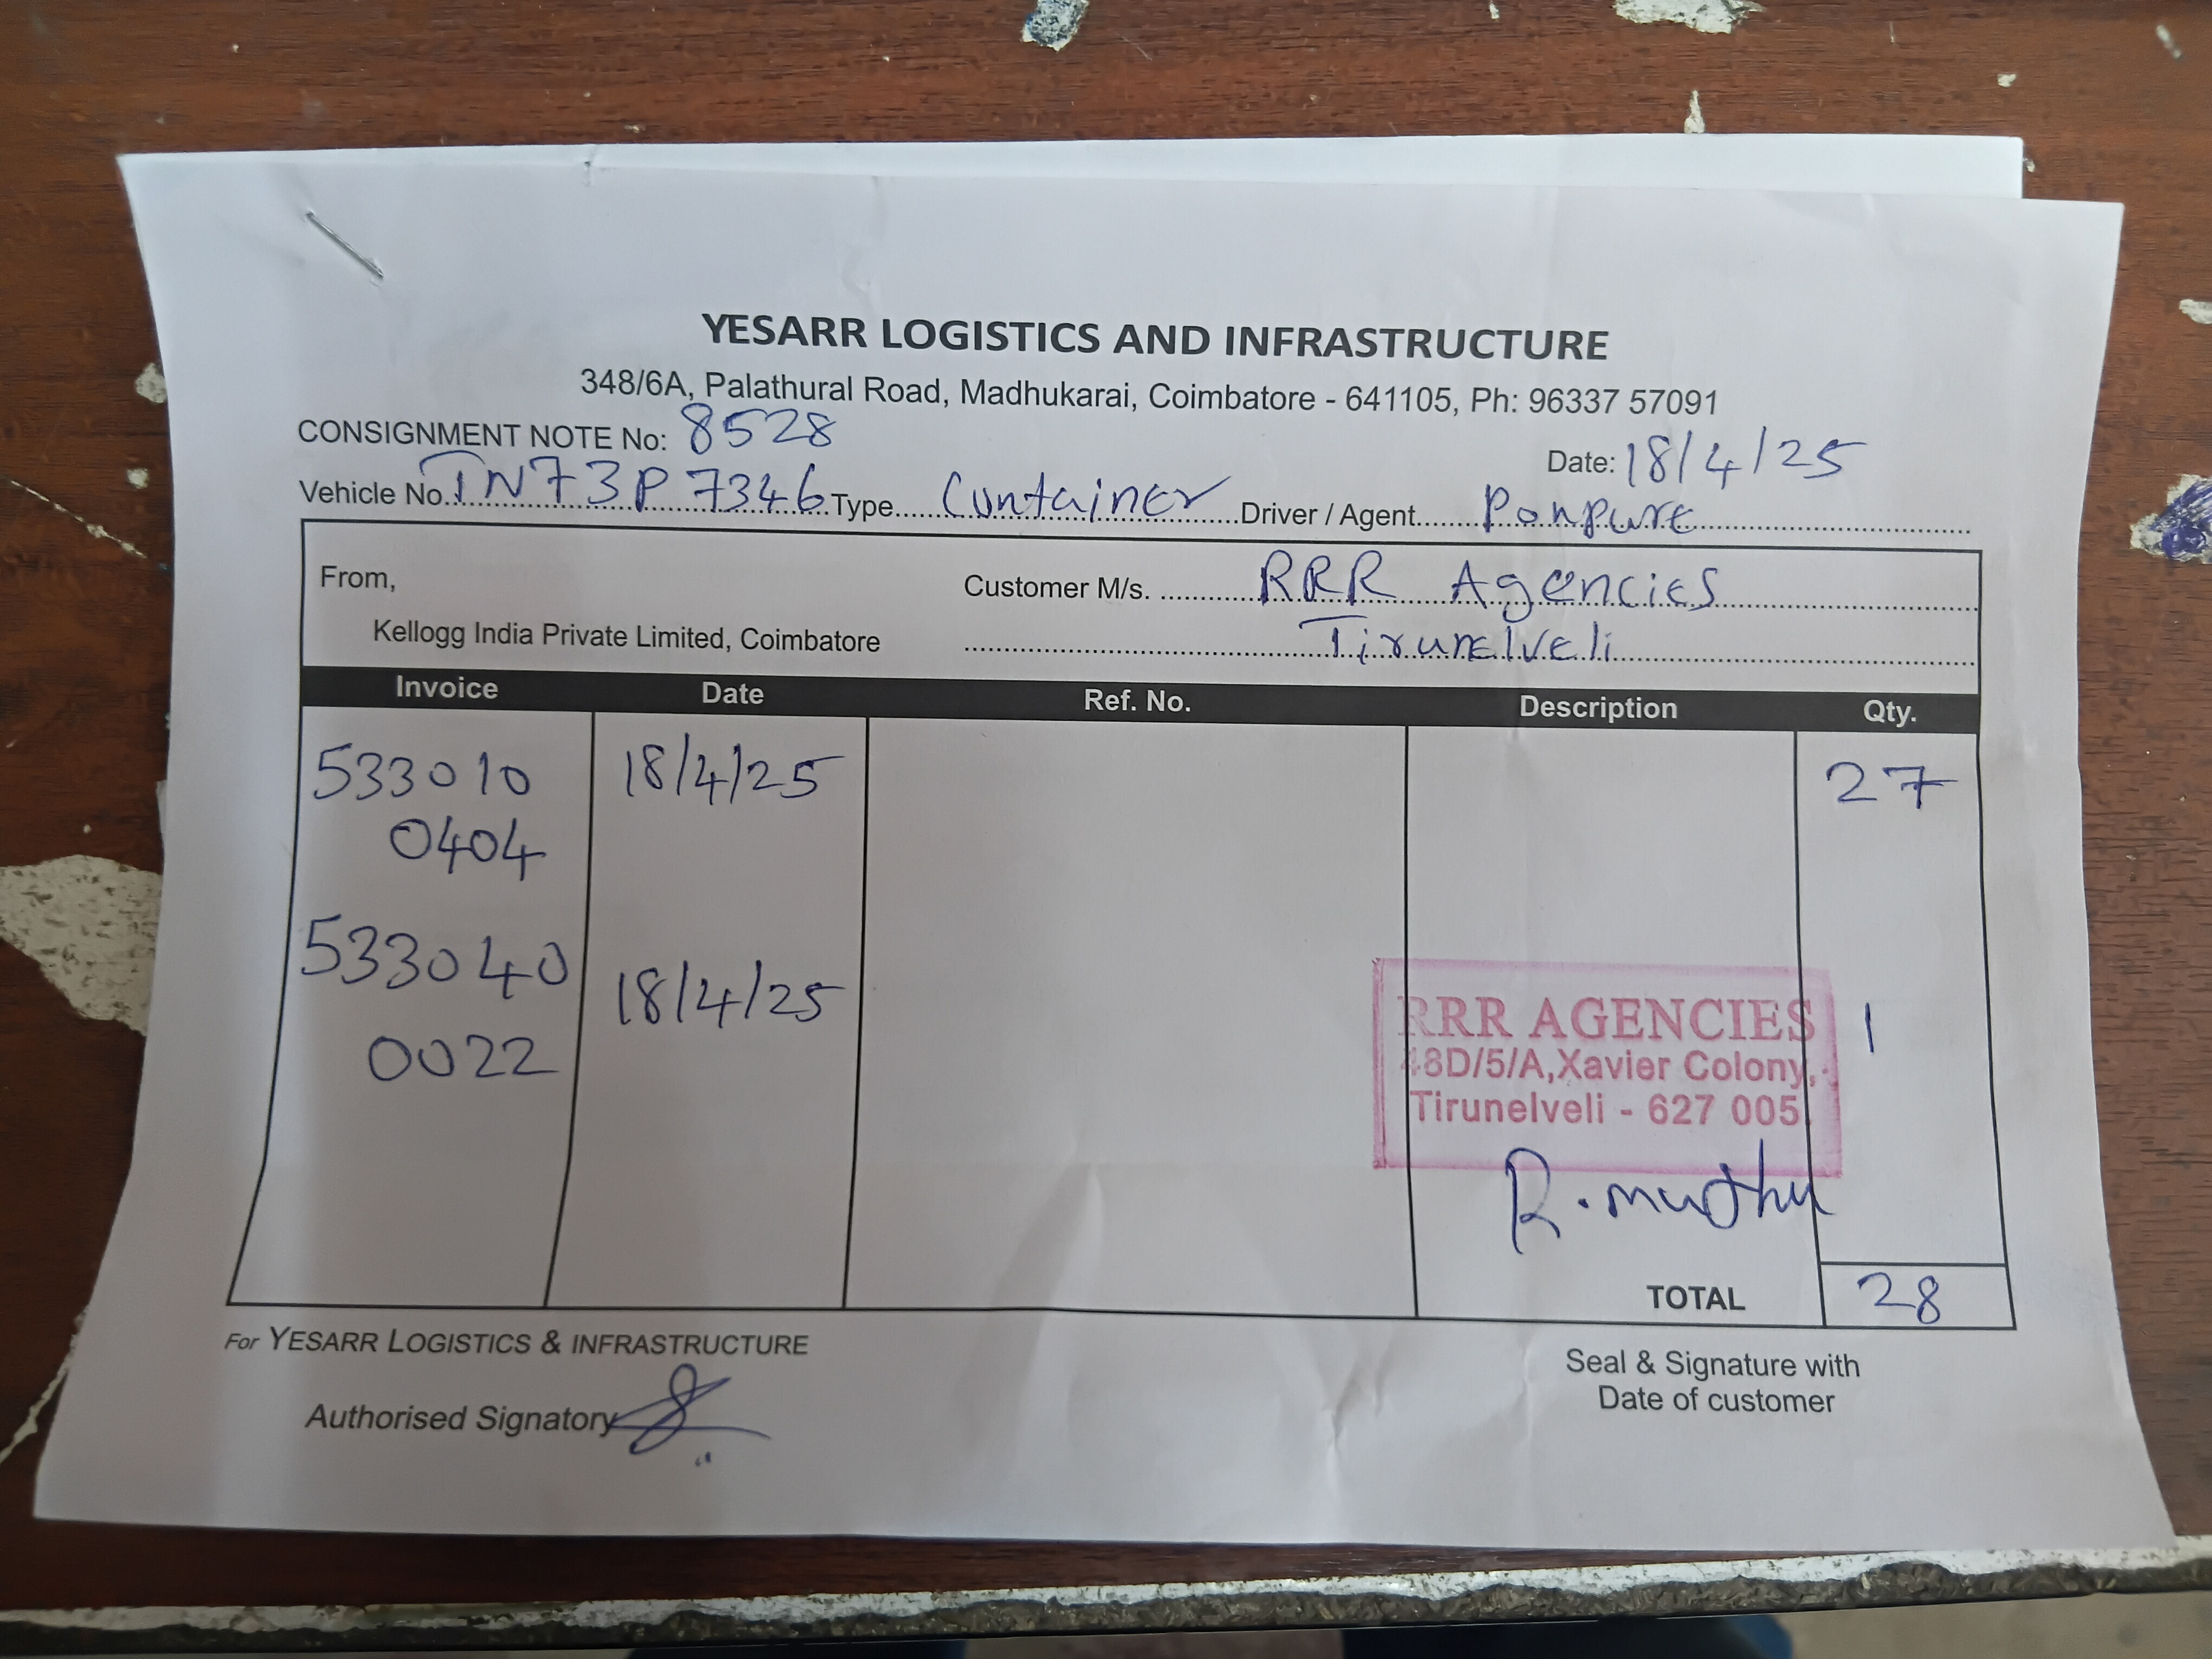 YESARR LOGISTICS AND INFRASTRUCTURE
348/6A, Palathural Road, Madhukarai, Coimbatore - 641105, Ph: 96337 57091
CONSIGNMENT NOTE No: 8528
Date: 18/4/25
Vehicle No. TN73P7346 Type Container Driver / Agent Ponpure
From,
Customer M/s. RRR Agencies
Kellogg India Private Limited, Coimbatore
Tirunelveli
Invoice Date Ref. No. Description Qty.
533010 18/4/25 27
0404
533040 18/4/25 1
0022
RRR AGENCIES
48D/5/A,Xavier Colony,
Tirunelveli - 627 005.
R. muthu
TOTAL 28
For YESARR LOGISTICS & INFRASTRUCTURE
Authorised Signatory
Seal & Signature with
Date of customer